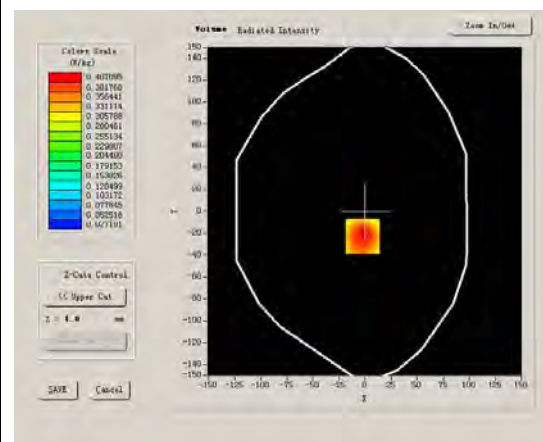 Volume Radiated Intensity
Zoom In/Out
Colors Scale
(W/kg)
0.407095
0.381768
0.356441
0.331114
0.305788
0.280461
0.255134
0.229807
0.204480
0.179153
0.153826
0.128499
0.103172
0.077845
0.052518
0.027191
Z-Cuts Control
<< Upper Cut
mm
SAVE
Cancel
150
120
100
80
60
40
20
0
-20
-40
-60
-80
-100
-120
-140
-150
-150 -125 -100 -75 -50 -25 0 25 50 75 100 125 150
X